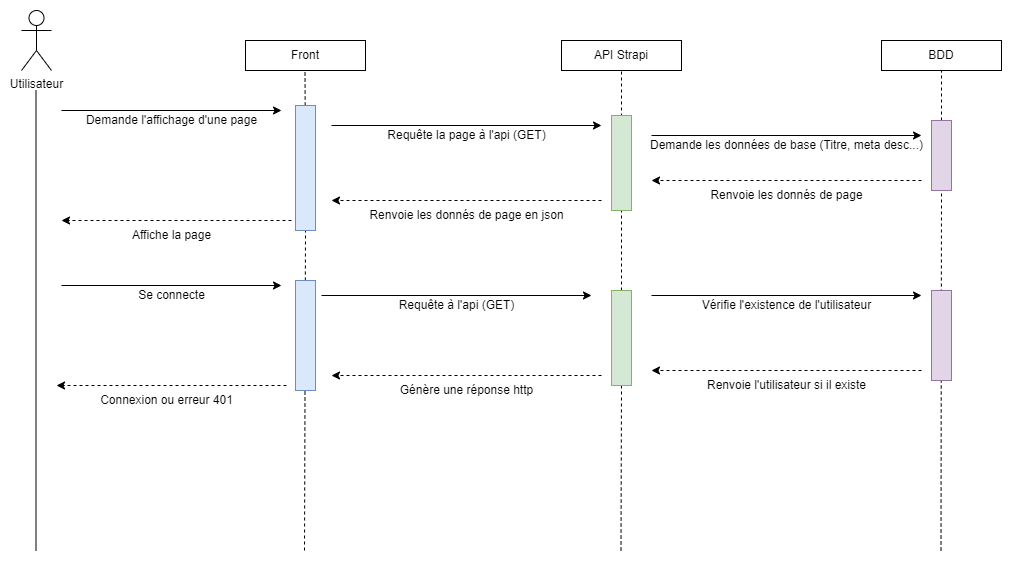 Utilisateur
Front
API Strapi
BDD
Demande l'affichage d'une page
Requête la page à l'api (GET)
Demande les données de base (Titre, meta desc...)
Renvoie les donnés de page
Renvoie les donnés de page en json
Affiche la page
Se connecte
Requête à l'api (GET)
Vérifie l'existence de l'utilisateur
Renvoie l'utilisateur si il existe
Génère une réponse http
Connexion ou erreur 401